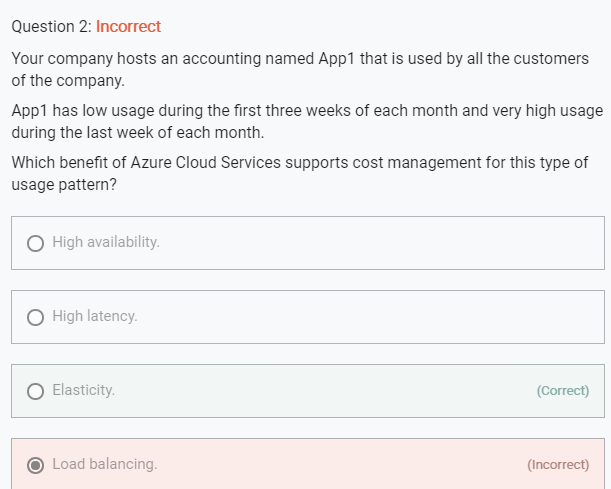 Question 2: Incorrect
Your company hosts an accounting named App1 that is used by all the customers
of the company.
App1 has low usage during the first three weeks of each month and very high usage
during the last week of each month.
Which benefit of Azure Cloud Services supports cost management for this type of
usage pattern?
High availability.
High latency.
Elasticity. (Correct)
Load balancing. (Incorrect)